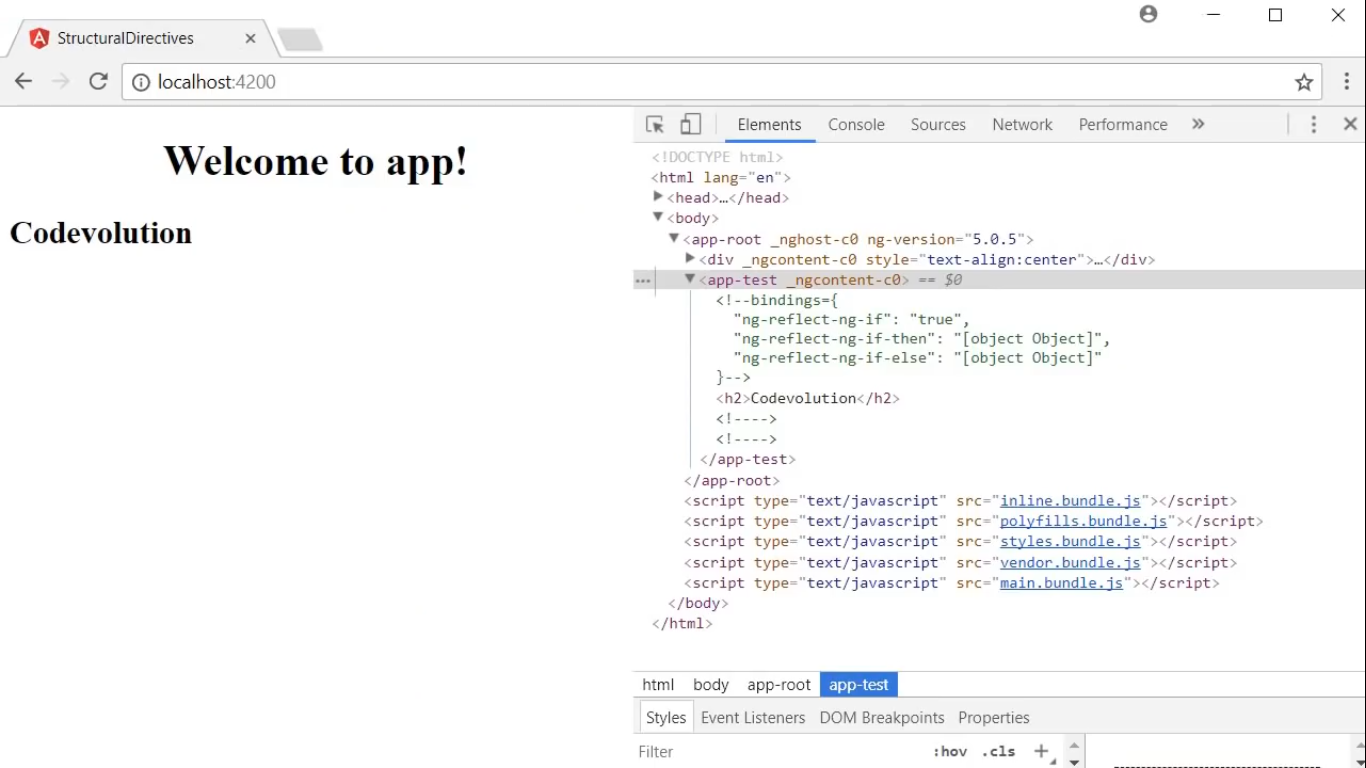 StructuralDirectives
localhost:4200
Welcome to app!
Codevolution
Elements Console Sources Network Performance »
<!DOCTYPE html>
<html lang="en">
<head>…</head>
<body>
<app-root _nghost-c0 ng-version="5.0.5">
<div _ngcontent-c0 style="text-align:center">…</div>
<app-test _ngcontent-c0> == $0
<!--bindings={
"ng-reflect-ng-if": "true",
"ng-reflect-ng-if-then": "[object Object]",
"ng-reflect-ng-if-else": "[object Object]"
}-->
<h2>Codevolution</h2>
<!---->
<!---->
</app-test>
</app-root>
<script type="text/javascript" src="inline.bundle.js"></script>
<script type="text/javascript" src="polyfills.bundle.js"></script>
<script type="text/javascript" src="styles.bundle.js"></script>
<script type="text/javascript" src="vendor.bundle.js"></script>
<script type="text/javascript" src="main.bundle.js"></script>
</body>
</html>
html body app-root app-test
Styles Event Listeners DOM Breakpoints Properties
Filter :hov .cls +